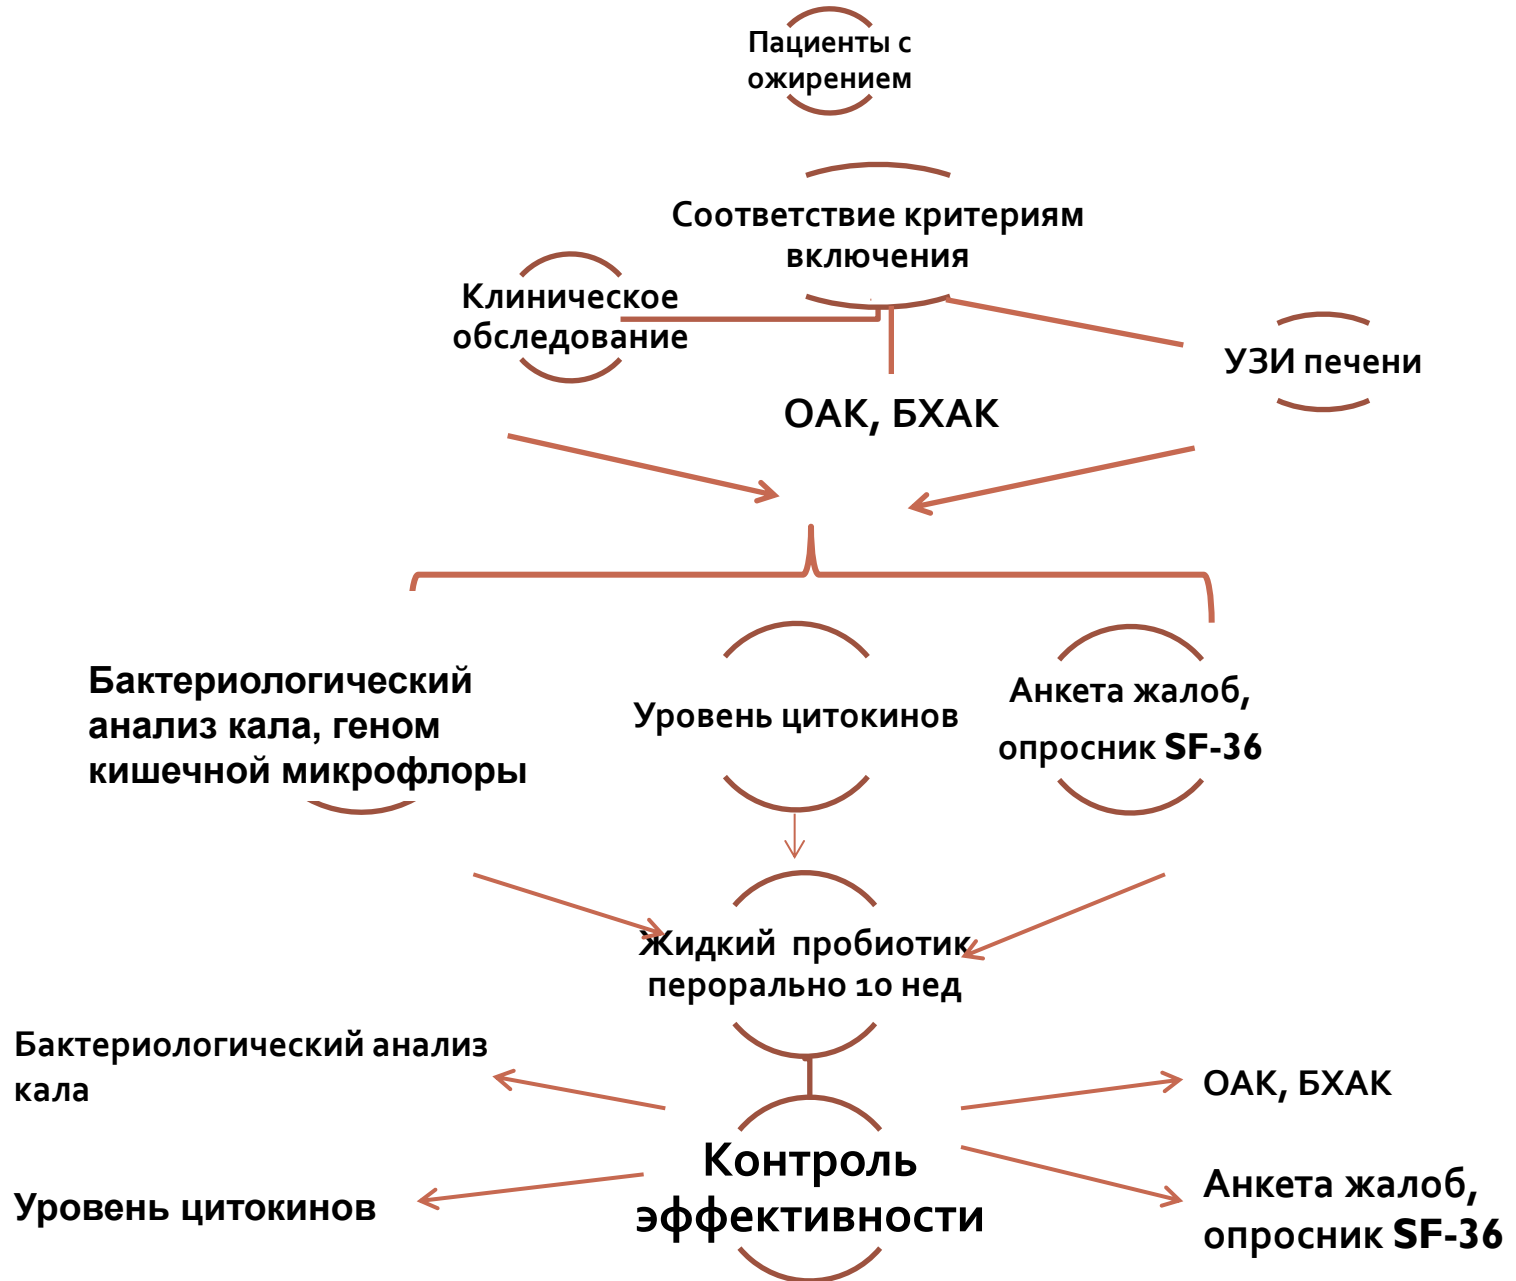 Пациенты с
ожирением
Соответствие критериям
включения
Клиническое
обследование
УЗИ печени
ОАК, БХАК
Бактериологический
анализ кала, геном
кишечной микрофлоры
Уровень цитокинов
Анкета жалоб,
опросник SF-36
Жидкий пробиотик
перорально 10 нед
Бактериологический анализ
кала
ОАК, БХАК
Контроль
эффективности
Уровень цитокинов
Анкета жалоб,
опросник SF-36